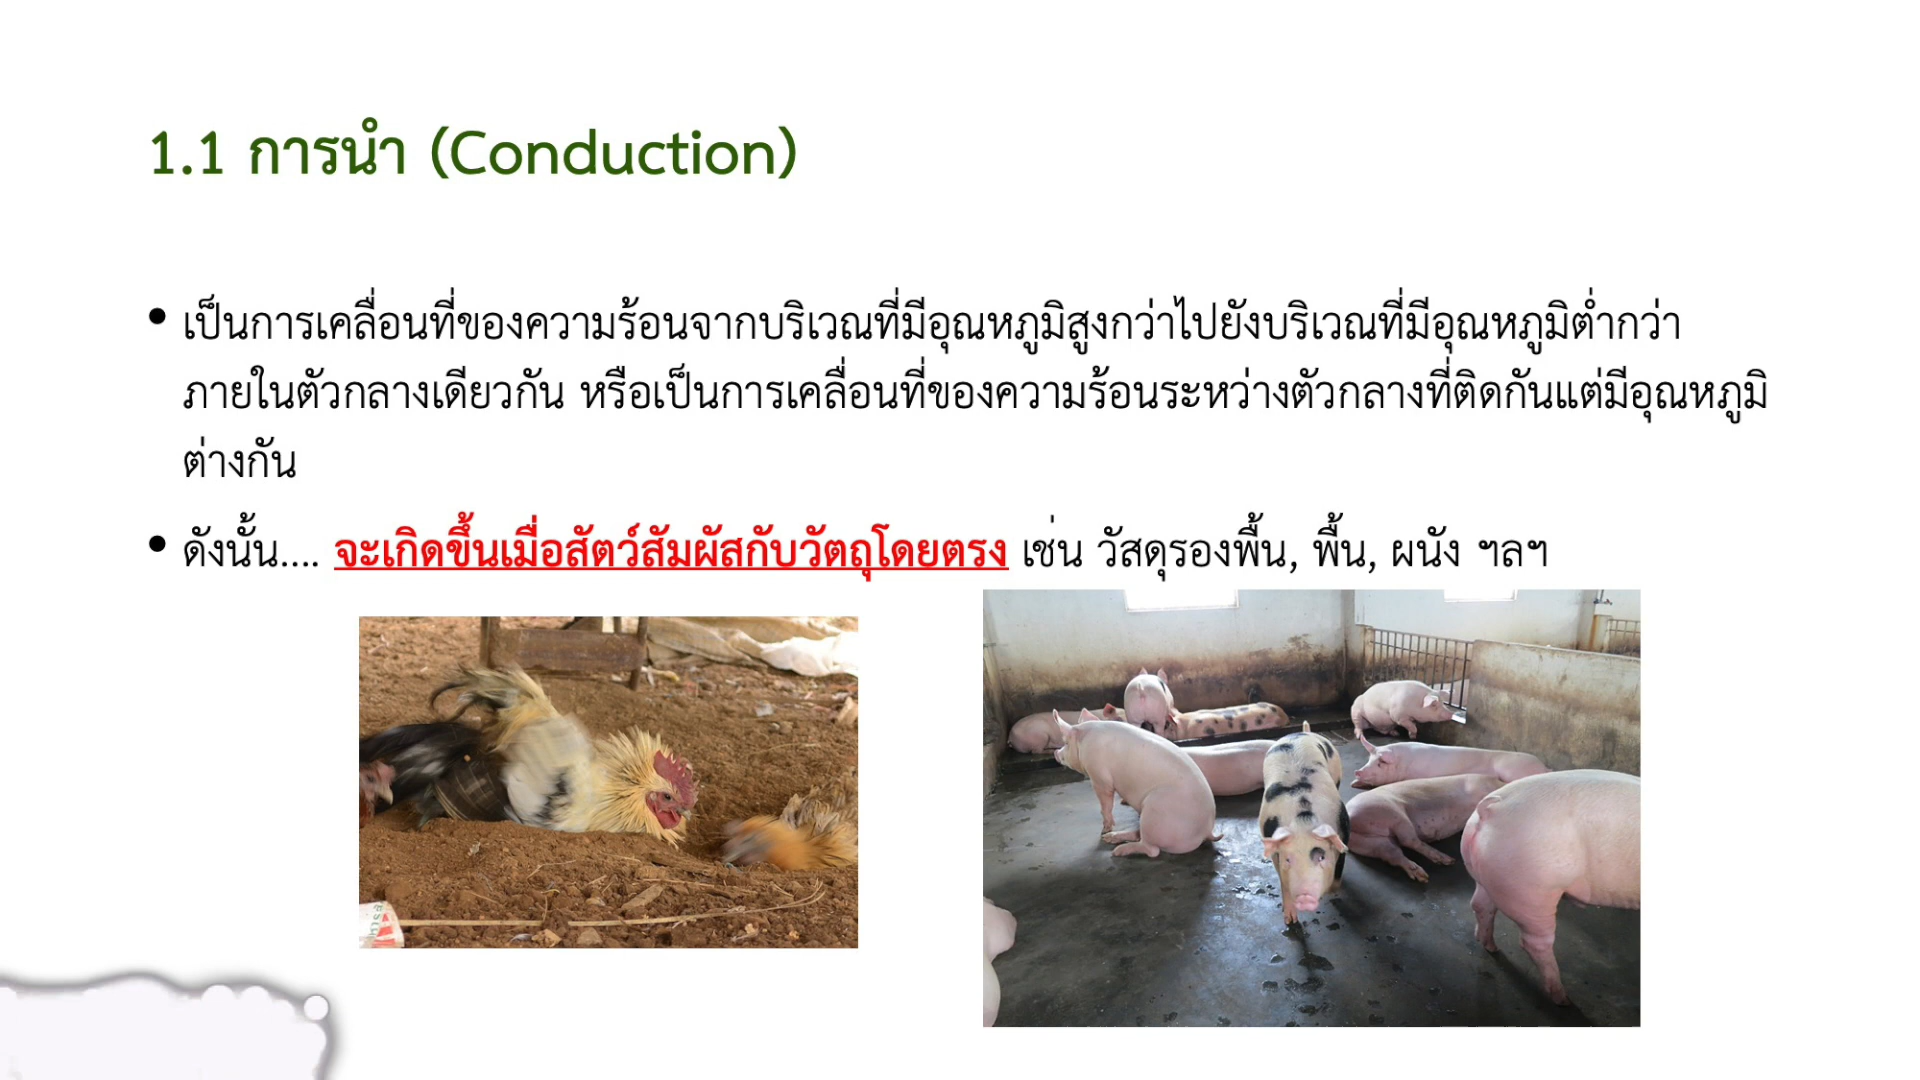 1.1 การนำ (Conduction)
• เป็นการเคลื่อนที่ของความร้อนจากบริเวณที่มีอุณหภูมิสูงกว่าไปยังบริเวณที่มีอุณหภูมิต่ำกว่า
ภายในตัวกลางเดียวกัน หรือเป็นการเคลื่อนที่ของความร้อนระหว่างตัวกลางที่ติดกันแต่มีอุณหภูมิ
ต่างกัน
• ดังนั้น.... จะเกิดขึ้นเมื่อสัตว์สัมผัสกับวัตถุโดยตรง เช่น วัสดุรองพื้น, พื้น, ผนัง ฯลฯ